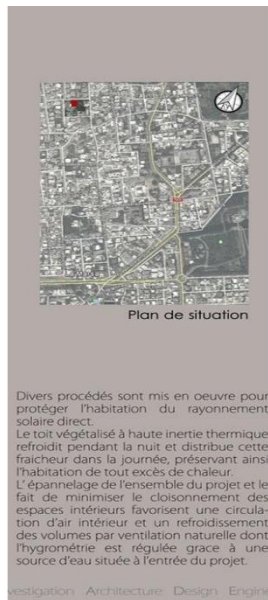 Plan de situation
Divers procédés sont mis en oeuvre pour
protéger l'habitation du rayonnement
solaire direct.
Le toit végétalisé à haute inertie thermique
refroidit pendant la nuit et distribue cette
fraicheur dans la journée, préservant ainsi
l'habitation de tout excès de chaleur.
L' épannelage de l'ensemble du projet et le
fait de minimiser le cloisonnement des
espaces intérieurs favorisent une circula-
tion d'air intérieur et un refroidissement
des volumes par ventilation naturelle dont
l'hygrométrie est régulée grace à une
source d'eau située à l'entrée du projet.
vestigation Architecture Design Engine